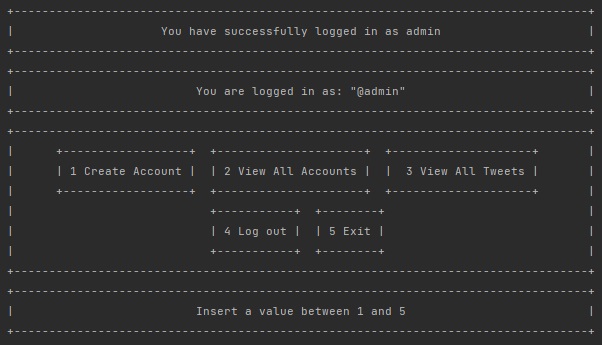 You have successfully logged in as admin
You are logged in as: "@admin"
| 1 Create Account | | 2 View All Accounts | | 3 View All Tweets |
| 4 Log out | | 5 Exit |
Insert a value between 1 and 5